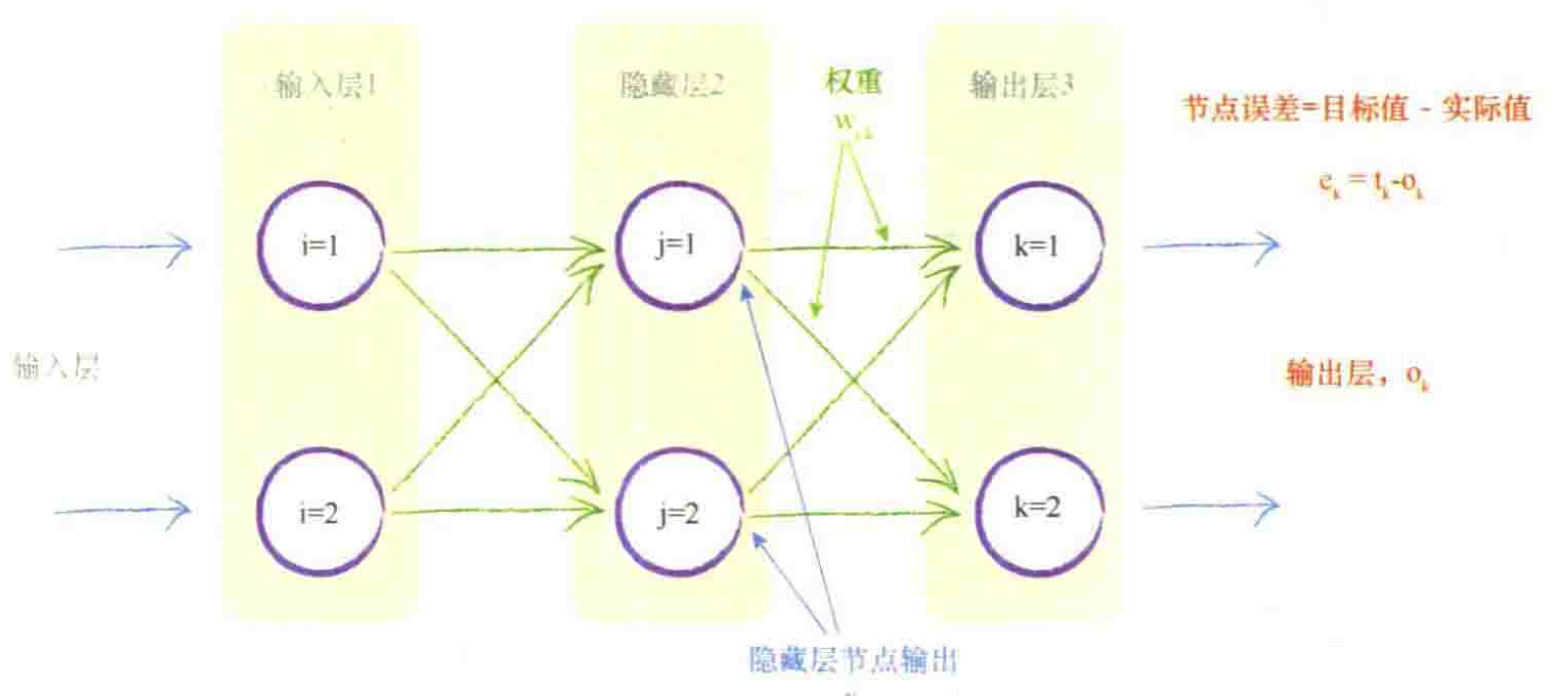 输入层1
隐藏层2
权重
w_jk
输出层3
节点误差=目标值 - 实际值
e_k = t_k-o_k
i=1
j=1
k=1
输入层
输出层，o_k
i=2
j=2
k=2
隐藏层节点输出